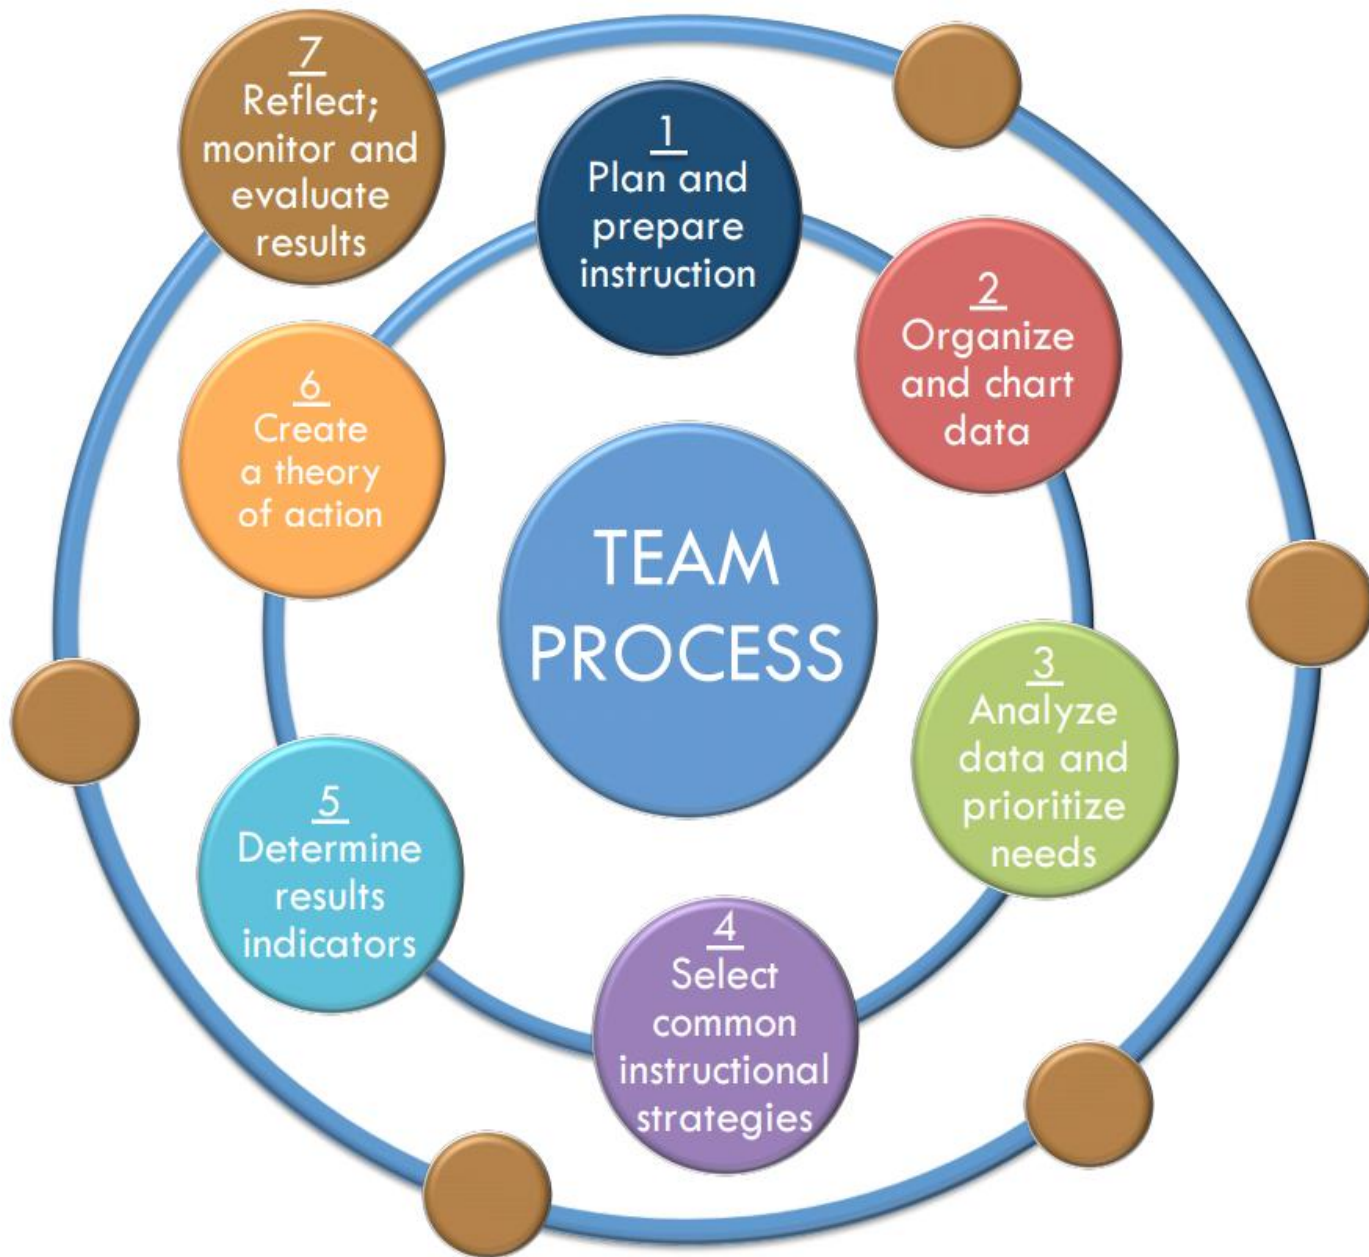 TEAM
PROCESS
1
Plan and
prepare
instruction
2
Organize
and chart
data
3
Analyze
data and
prioritize
needs
4
Select
common
instructional
strategies
5
Determine
results
indicators
6
Create
a theory
of action
7
Reflect;
monitor and
evaluate
results